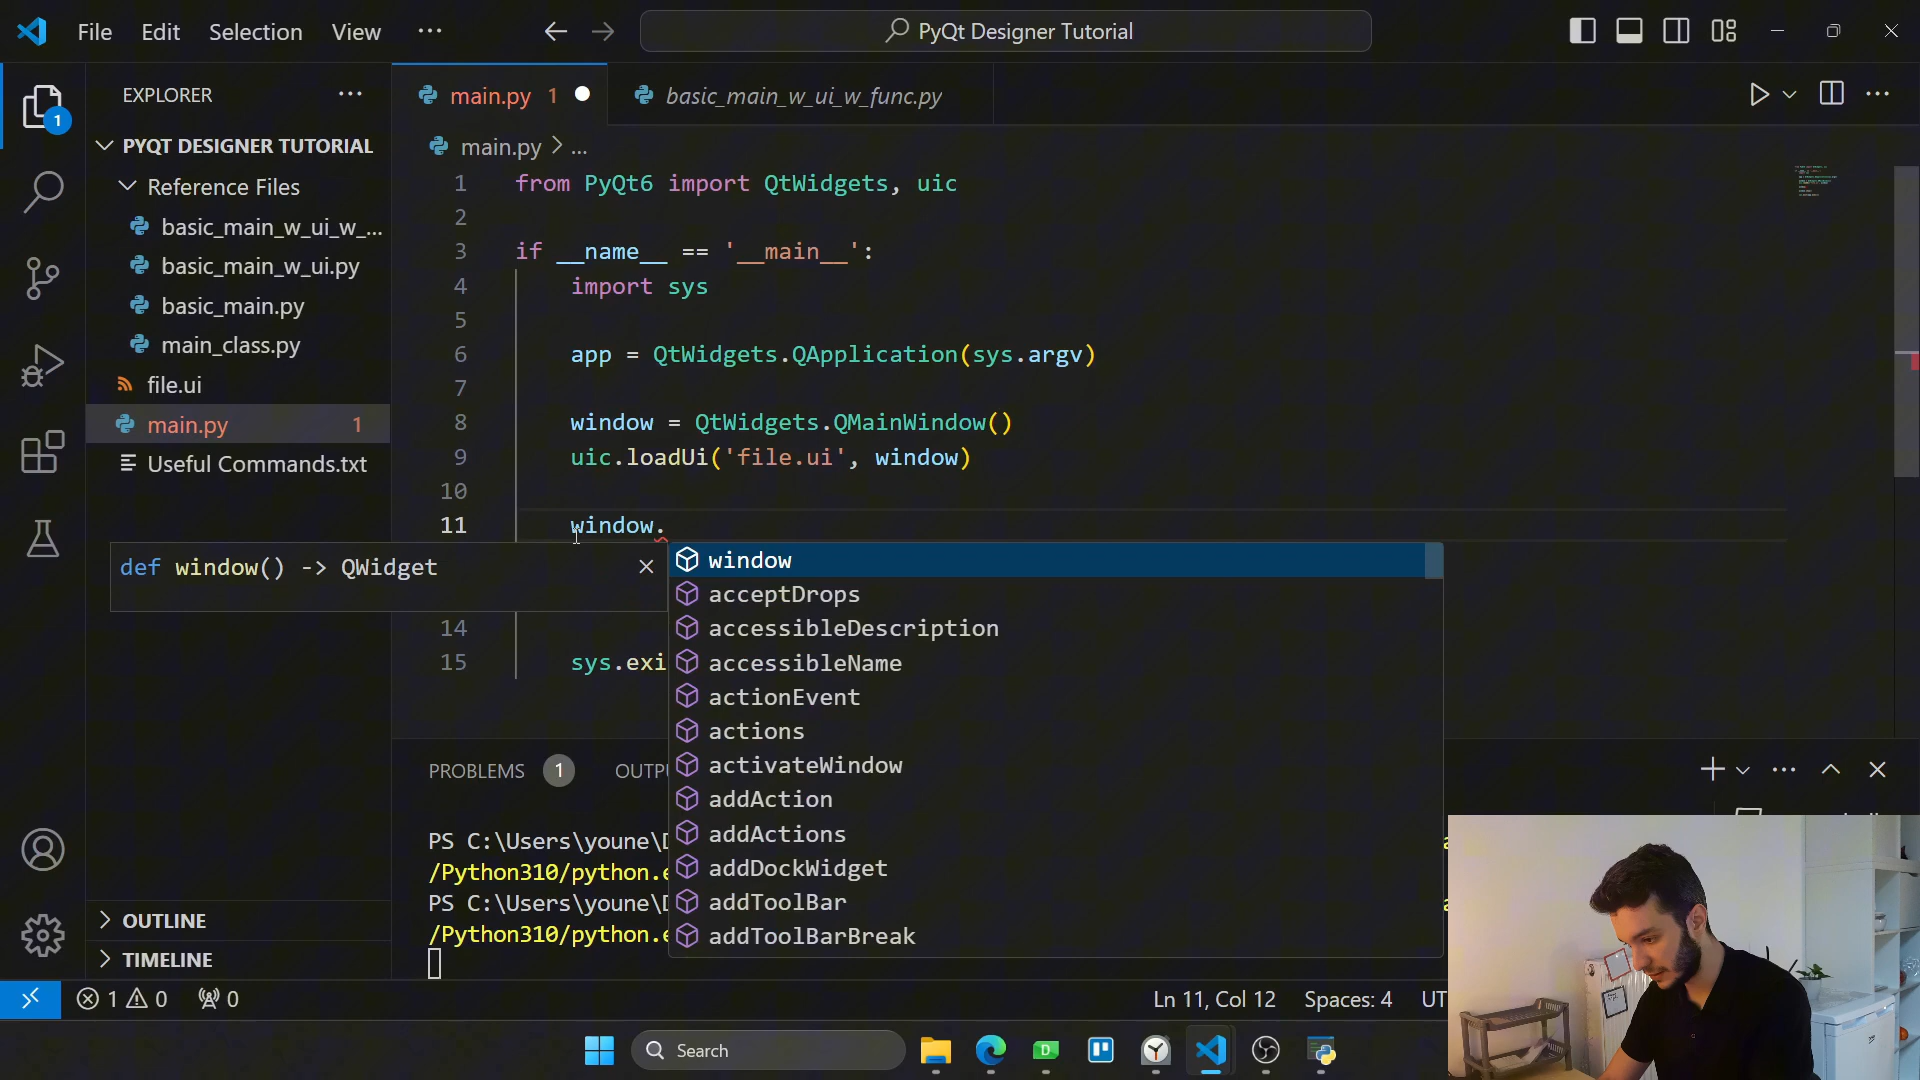 File Edit Selection View ··· PyQt Designer Tutorial
EXPLORER ···
1
PYQT DESIGNER TUTORIAL
Reference Files
basic_main_w_ui_w_...
basic_main_w_ui.py
basic_main.py
main_class.py
file.ui
main.py 1
Useful Commands.txt
OUTLINE
TIMELINE
main.py 1 basic_main_w_ui_w_func.py
main.py > ...
1 from PyQt6 import QtWidgets, uic
2
3 if __name__ == '__main__':
4 import sys
5
6 app = QtWidgets.QApplication(sys.argv)
7
8 window = QtWidgets.QMainWindow()
9 uic.loadUi('file.ui', window)
10
11 window.
def window() -> QWidget
window
acceptDrops
accessibleDescription
accessibleName
actionEvent
actions
activateWindow
addAction
addActions
addDockWidget
addToolBar
addToolBarBreak
14
15 sys.exi
PROBLEMS 1 OUTPU
PS C:\Users\youne\D
/Python310/python.e
PS C:\Users\youne\D
/Python310/python.e
1 0 0 Ln 11, Col 12 Spaces: 4 UT
Search